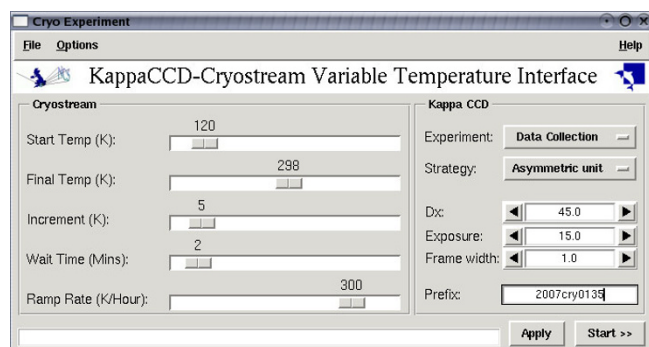 Cryo Experiment
File Options Help
KappaCCD-Cryostream Variable Temperature Interface
Cryostream
Start Temp (K): 120
Final Temp (K): 298
Increment (K): 5
Wait Time (Mins): 2
Ramp Rate (K/Hour): 300
Kappa CCD
Experiment: Data Collection
Strategy: Asymmetric unit
Dx: 45.0
Exposure: 15.0
Frame width: 1.0
Prefix: 2007cry0135
Apply Start >>